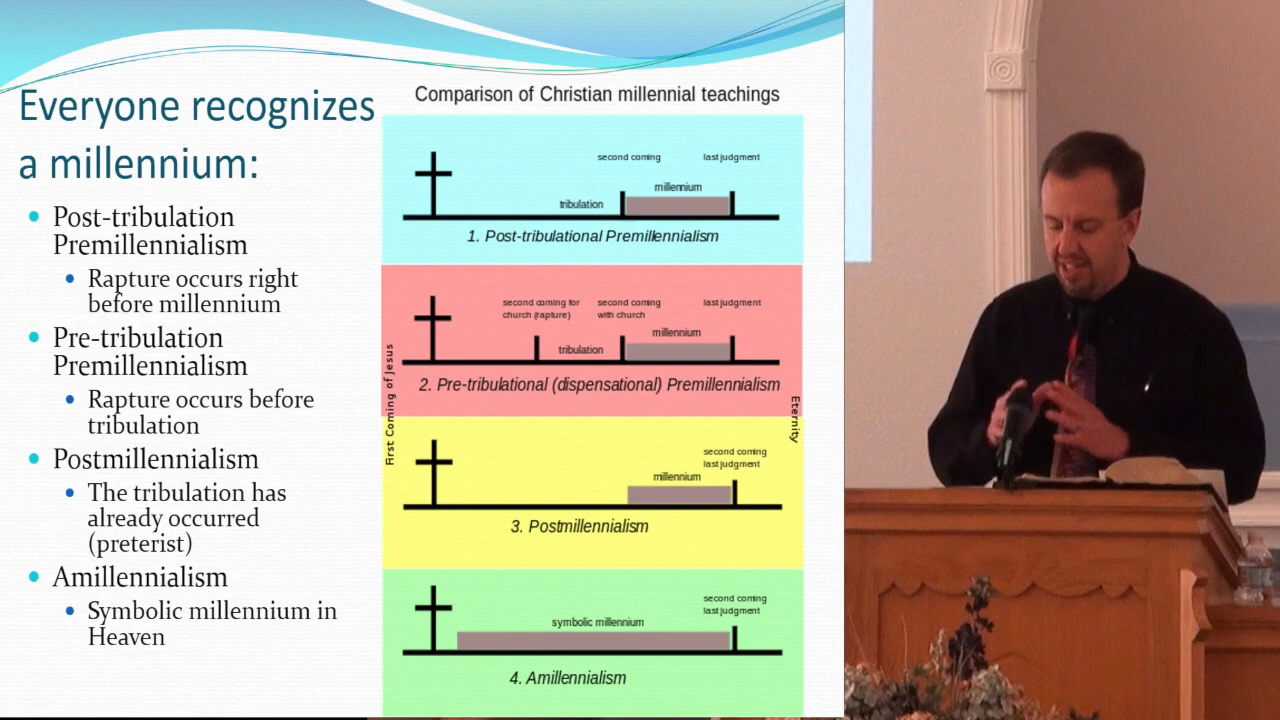 Everyone recognizes
a millennium:
Post-tribulation
Premillennialism
Rapture occurs right
before millennium
Pre-tribulation
Premillennialism
Rapture occurs before
tribulation
Postmillennialism
The tribulation has
already occurred
(preterist)
Amillennialism
Symbolic millennium in
Heaven
Comparison of Christian millennial teachings
second coming
last judgment
millennium
tribulation
1. Post-tribulational Premillennialism
second coming for
church (rapture)
second coming
with church
last judgment
millennium
tribulation
2. Pre-tribulational (dispensational) Premillennialism
First Coming of Jesus
Eternity
second coming
last judgment
millennium
3. Postmillennialism
second coming
last judgment
symbolic millennium
4. Amillennialism